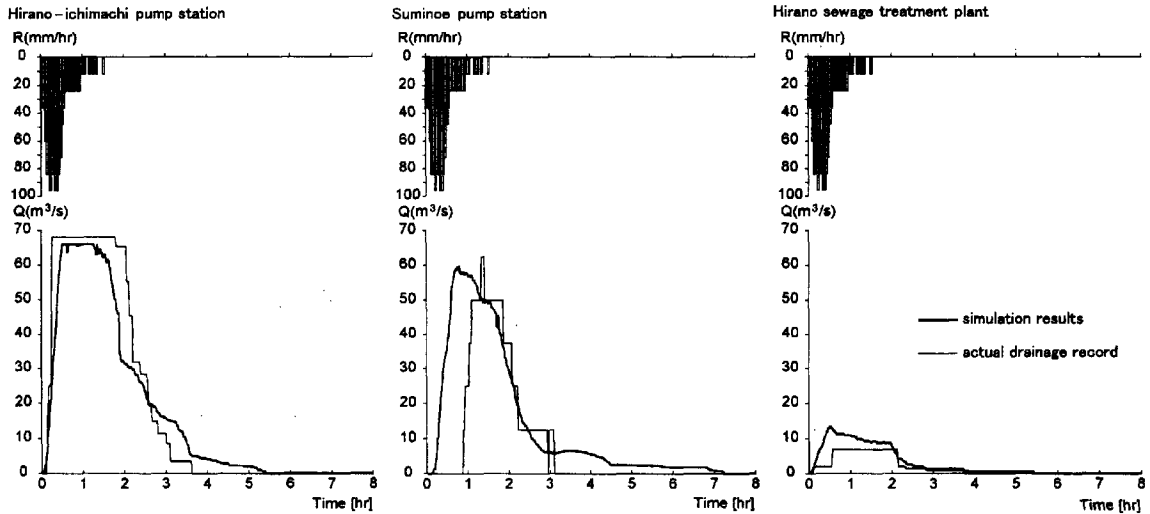 Hirano-ichimachi pump station
R(mm/hr)
0
20
40
60
80
100
Q(m³/s)
70
60
50
40
30
20
10
0
0 1 2 3 4 5 6 7 8
Time [hr]
Suminoe pump station
R(mm/hr)
0
20
40
60
80
100
Q(m³/s)
70
60
50
40
30
20
10
0
0 1 2 3 4 5 6 7 8
Time [hr]
Hirano sewage treatment plant
R(mm/hr)
0
20
40
60
80
100
Q(m³/s)
70
60
50
40
30
20
10
0
0 1 2 3 4 5 6 7 8
Time [hr]
simulation results
actual drainage record